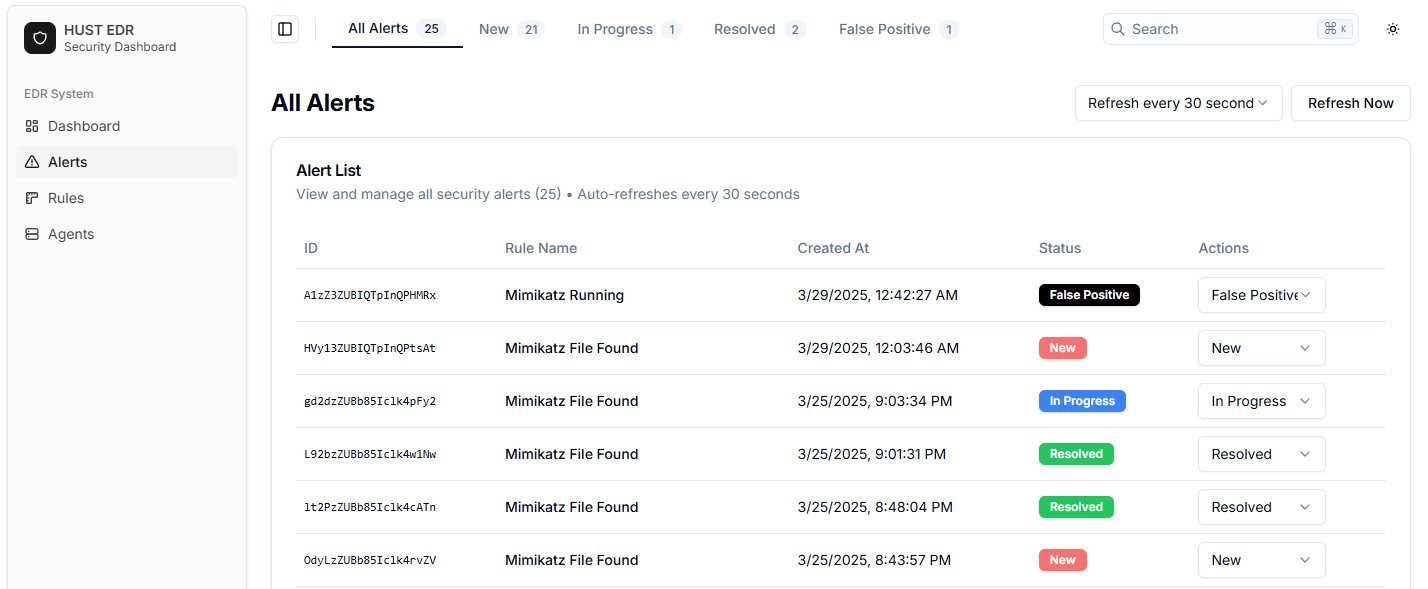 HUST EDR
Security Dashboard
EDR System
Dashboard
Alerts
Rules
Agents
All Alerts 25 New 21 In Progress 1 Resolved 2 False Positive 1
Search ⌘ K
All Alerts
Refresh every 30 second
Refresh Now
Alert List
View and manage all security alerts (25) • Auto-refreshes every 30 seconds
ID Rule Name Created At Status Actions
A1zZ3ZUBIQTpInQPHMRx Mimikatz Running 3/29/2025, 12:42:27 AM False Positive False Positive
HVy13ZUBIQTpInQPtsAt Mimikatz File Found 3/29/2025, 12:03:46 AM New New
gd2dzZUBb85Iclk4pFy2 Mimikatz File Found 3/25/2025, 9:03:34 PM In Progress In Progress
L92bzZUBb85Iclk4w1Nw Mimikatz File Found 3/25/2025, 9:01:31 PM Resolved Resolved
lt2PzZUBb85Iclk4cATn Mimikatz File Found 3/25/2025, 8:48:04 PM Resolved Resolved
OdyLzZUBb85Iclk4rvZV Mimikatz File Found 3/25/2025, 8:43:57 PM New New